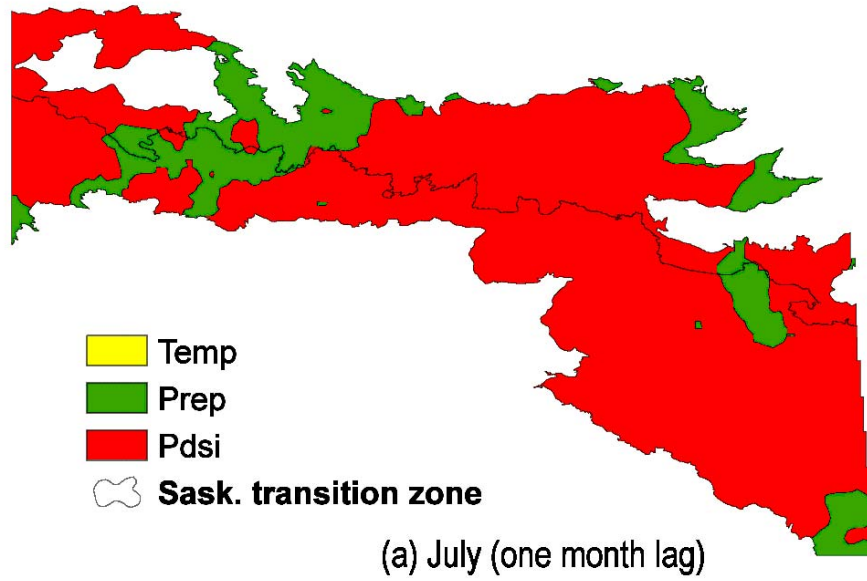 Temp
Prep
Pdsi
Sask. transition zone
(a) July (one month lag)